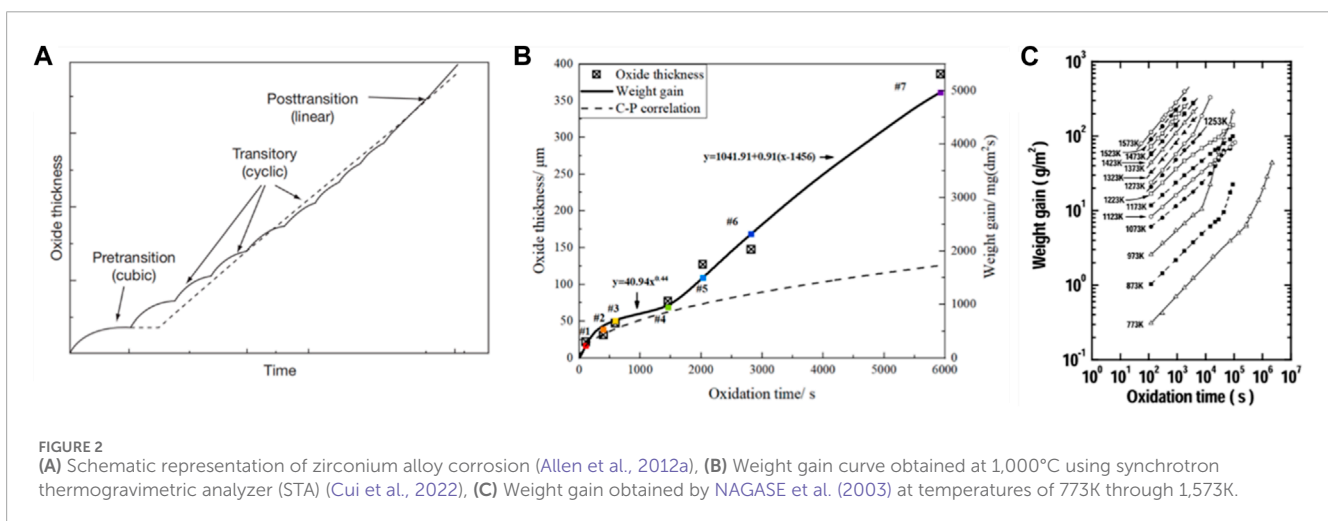 A
Oxide thickness
Pretransition
(cubic)
Transitory
(cyclic)
Posttransition
(linear)
Time
B
Oxide thickness/ μm
400
350
300
250
200
150
100
50
0
Oxide thickness
Weight gain
C-P correlation
#1
#2
#3
#4
#5
#6
#7
y=40.94x^0.44
y=1041.91+0.91(x-1456)
5000
4000
3000
2000
1000
0
Weight gain/ mg(dm²s)
0 1000 2000 3000 4000 5000 6000
Oxidation time/ s
C
Weight gain ( g/m² )
10³
10²
10¹
10⁰
10⁻¹
1573K
1523K
1473K
1423K
1373K
1323K
1273K
1253K
1223K
1173K
1123K
1073K
973K
873K
773K
10⁰ 10¹ 10² 10³ 10⁴ 10⁵ 10⁶ 10⁷
Oxidation time ( s )
FIGURE 2
(A) Schematic representation of zirconium alloy corrosion (Allen et al., 2012a), (B) Weight gain curve obtained at 1,000°C using synchrotron
thermogravimetric analyzer (STA) (Cui et al., 2022), (C) Weight gain obtained by NAGASE et al. (2003) at temperatures of 773K through 1,573K.